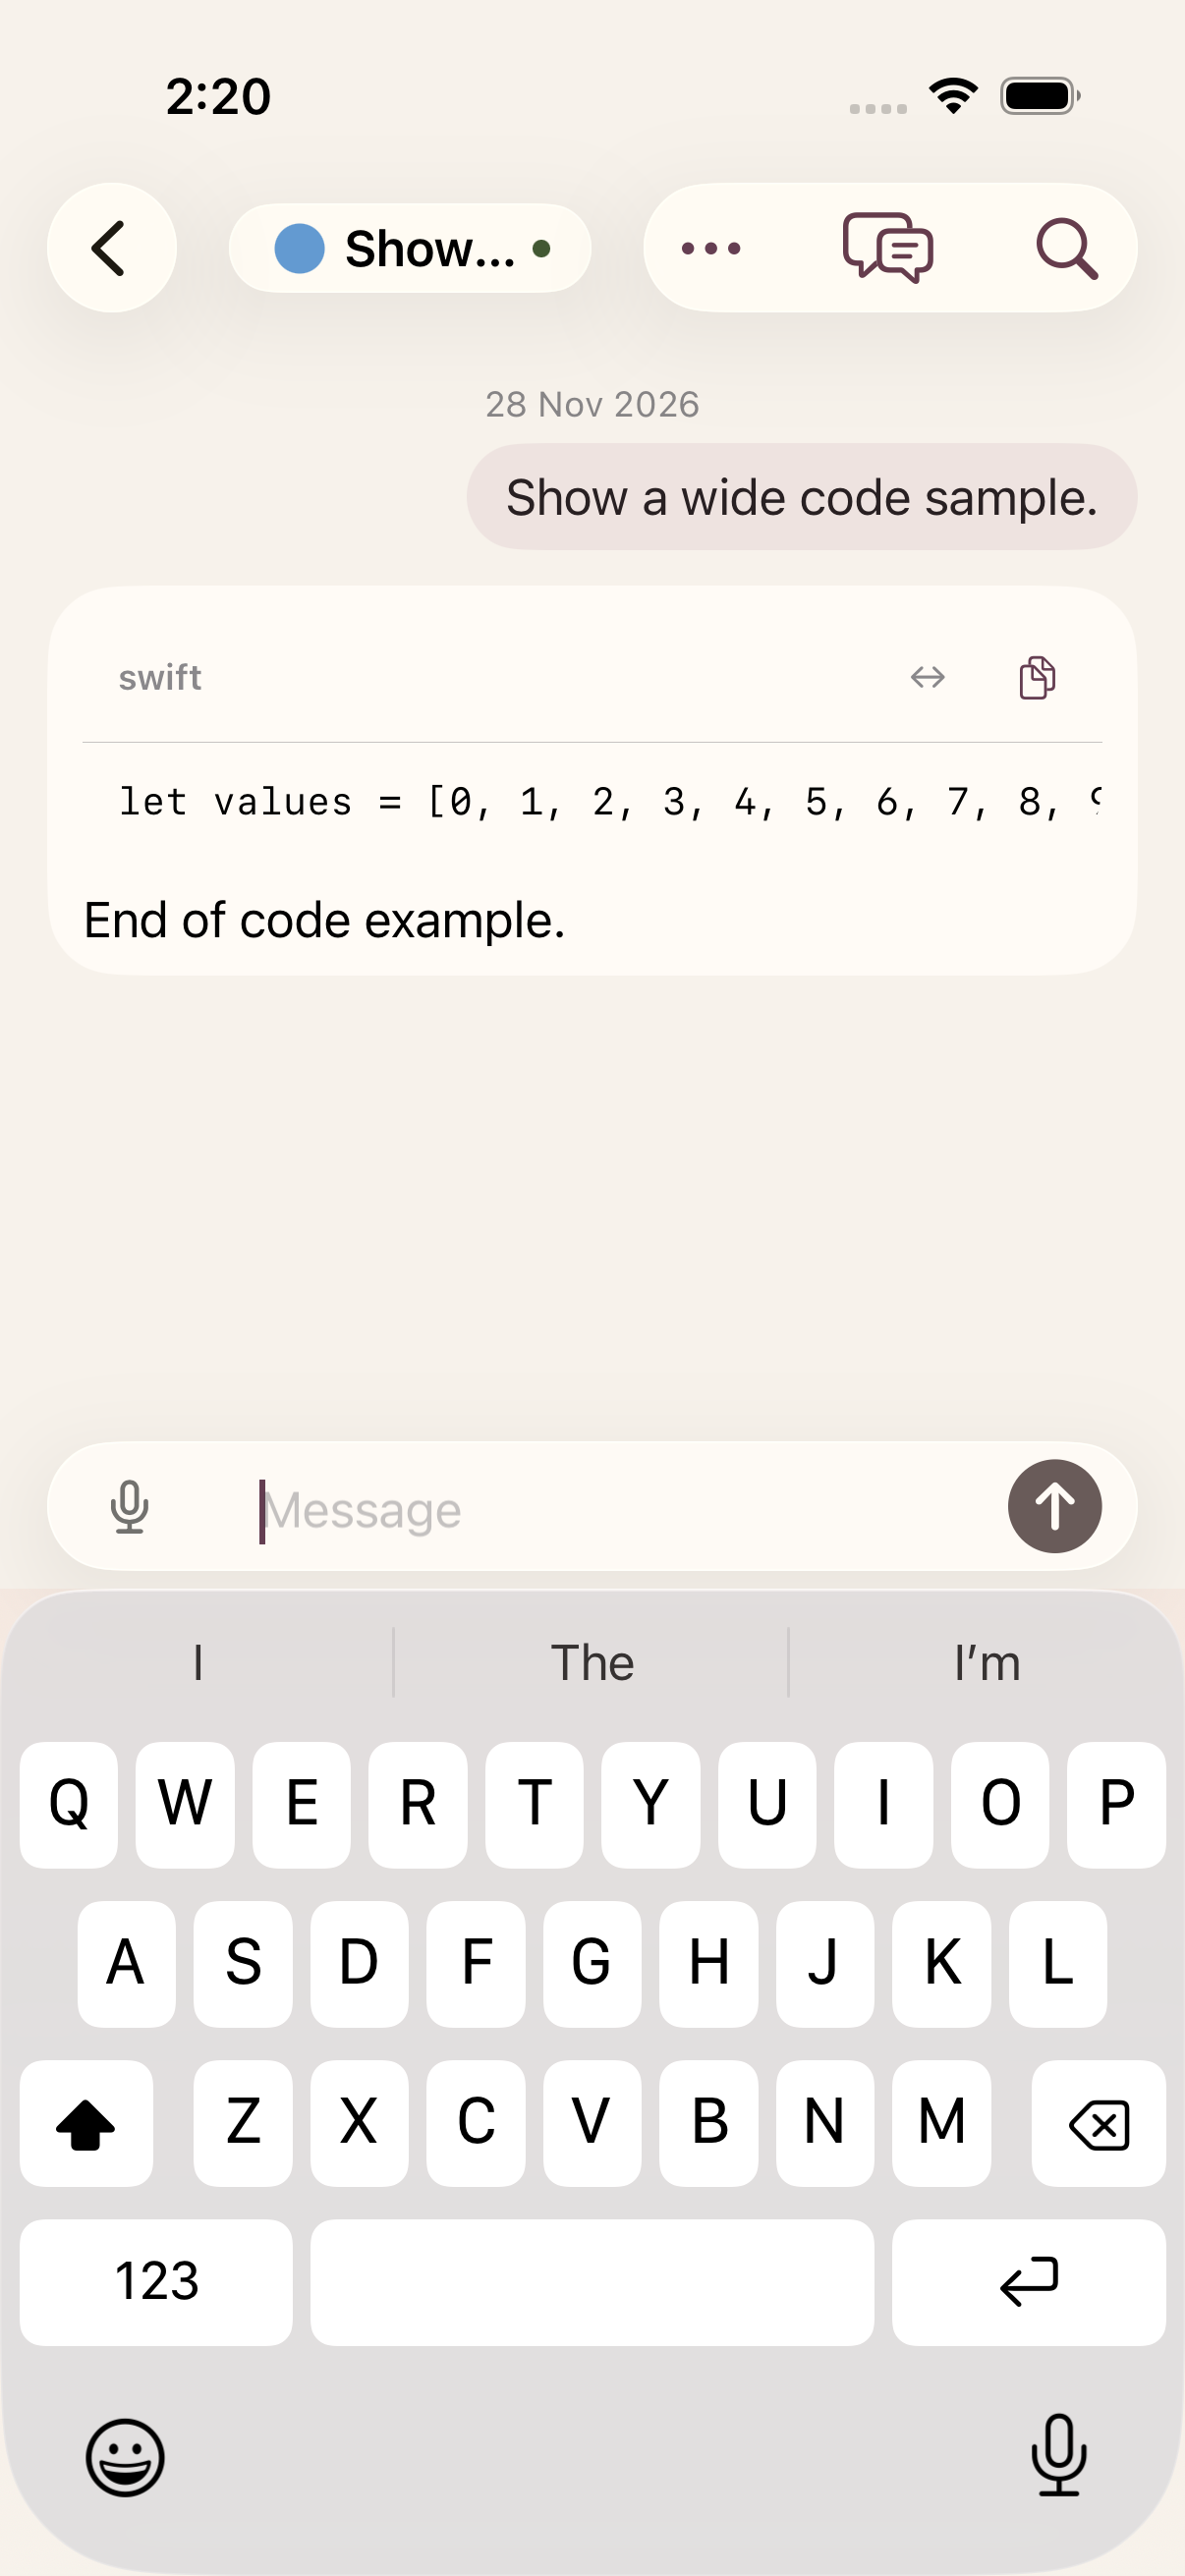 2:20
Show...
28 Nov 2026
Show a wide code sample.
swift
let values = [0, 1, 2, 3, 4, 5, 6, 7, 8,
End of code example.
Message
I The I’m
Q W E R T Y U I O P
A S D F G H J K L
Z X C V B N M
123